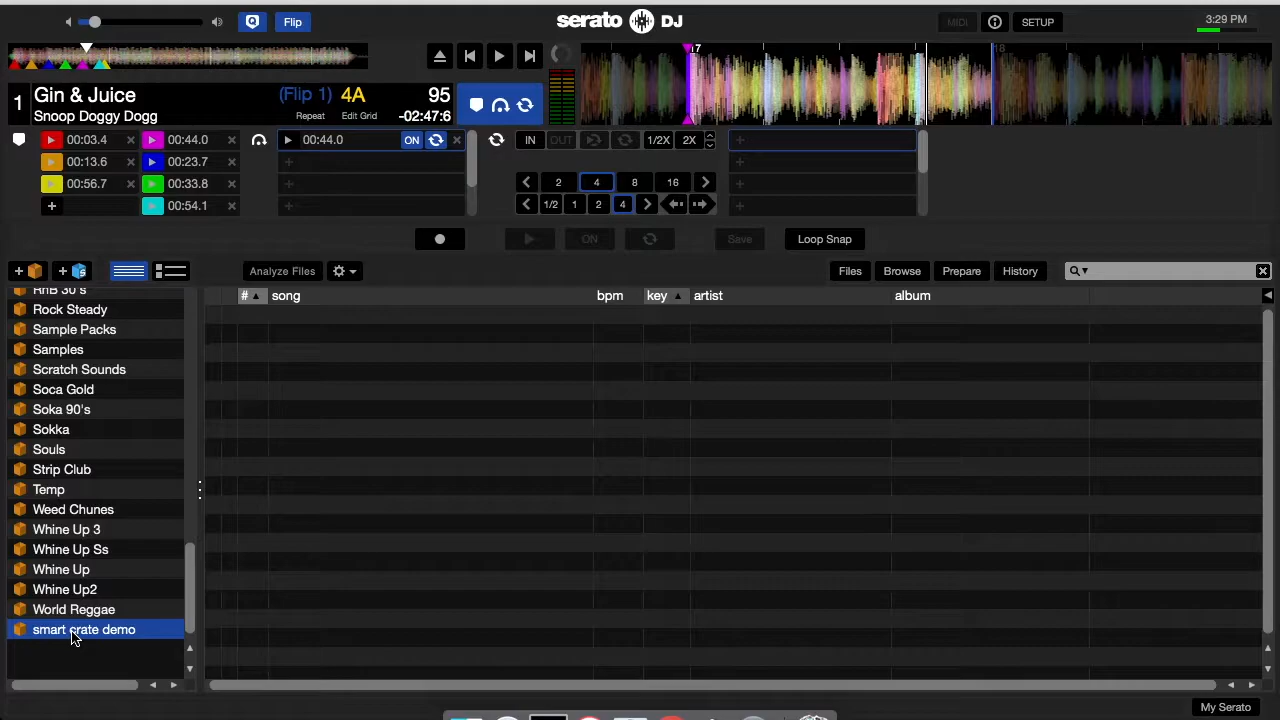 Flip
serato DJ
MIDI
SETUP
3:29 PM
17
18
1
Gin & Juice
Snoop Doggy Dogg
(Flip 1) 4A 95
Repeat Edit Grid -02:47:6
00:03.4 00:44.0
00:44.0 ON
IN OUT 1/2X 2X
00:13.6 00:23.7
00:56.7 00:33.8
2 4 8 16
00:54.1
1/2 1 2 4
ON
Save
Loop Snap
Analyze Files
Files Browse Prepare History
# song bpm key artist album
RnB 30's
Rock Steady
Sample Packs
Samples
Scratch Sounds
Soca Gold
Soka 90's
Sokka
Souls
Strip Club
Temp
Weed Chunes
Whine Up 3
Whine Up Ss
Whine Up
Whine Up2
World Reggae
smart crate demo
My Serato